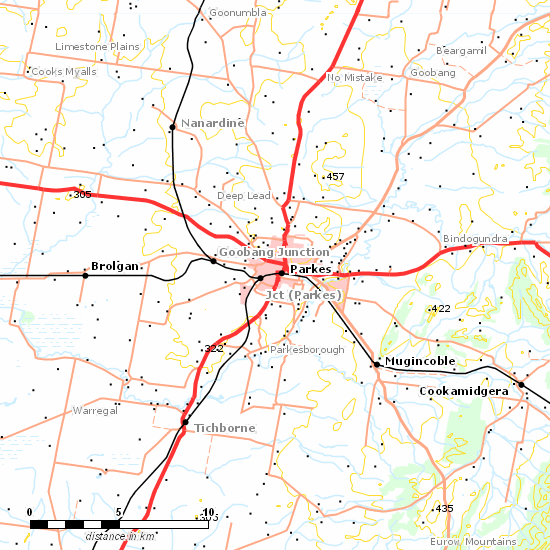 Goonumbla
Limestone Plains
Beargamil
Cooks Myalls
Goobang
No Mistake
Nanardine
457
305
Deep Lead
Bindogundra
Goobang Junction
Brolgan
Parkes
Jct (Parkes)
422
322
Parkesborough
Mugincoble
Cookamidgera
Warregal
Tichborne
0 5 10
distance in km
435
Eurow Mountains